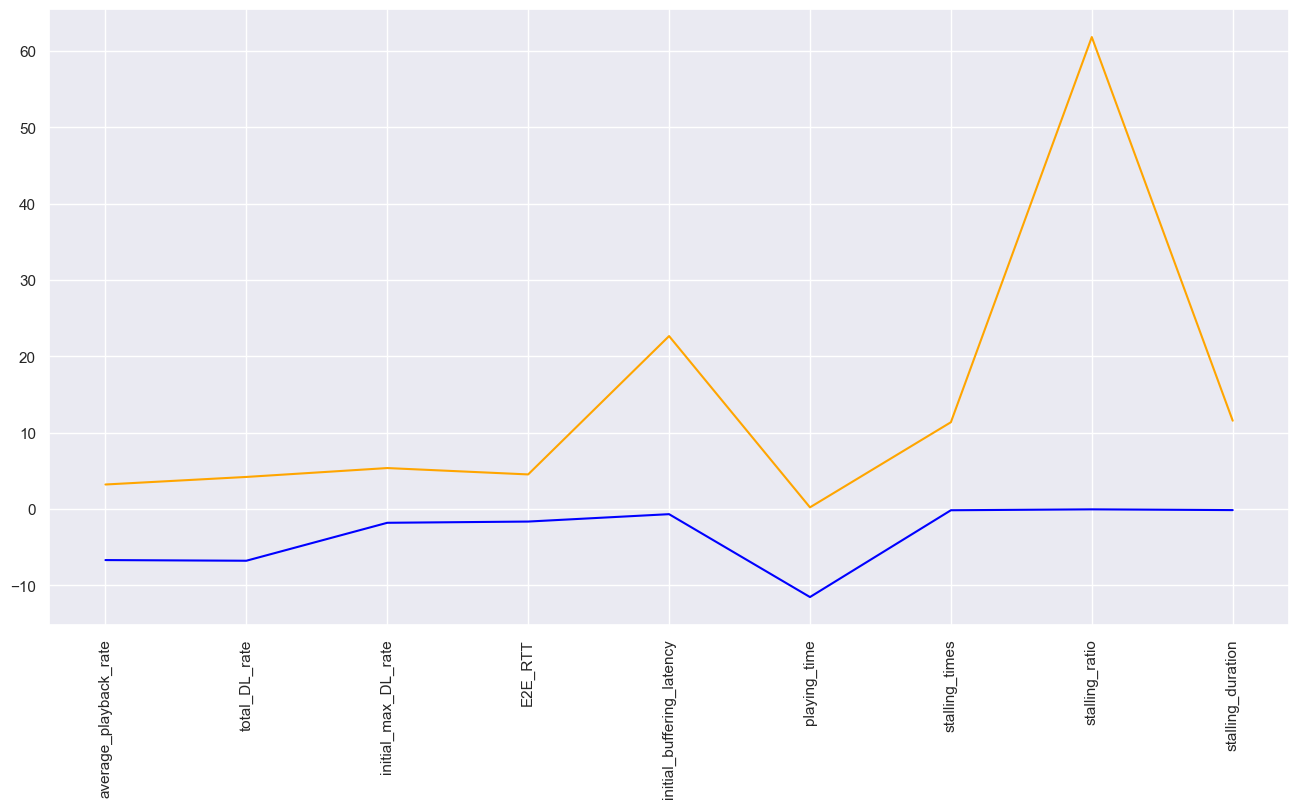 60
50
40
30
20
10
0
−10
average_playback_rate
total_DL_rate
initial_max_DL_rate
E2E_RTT
initial_buffering_latency
playing_time
stalling_times
stalling_ratio
stalling_duration